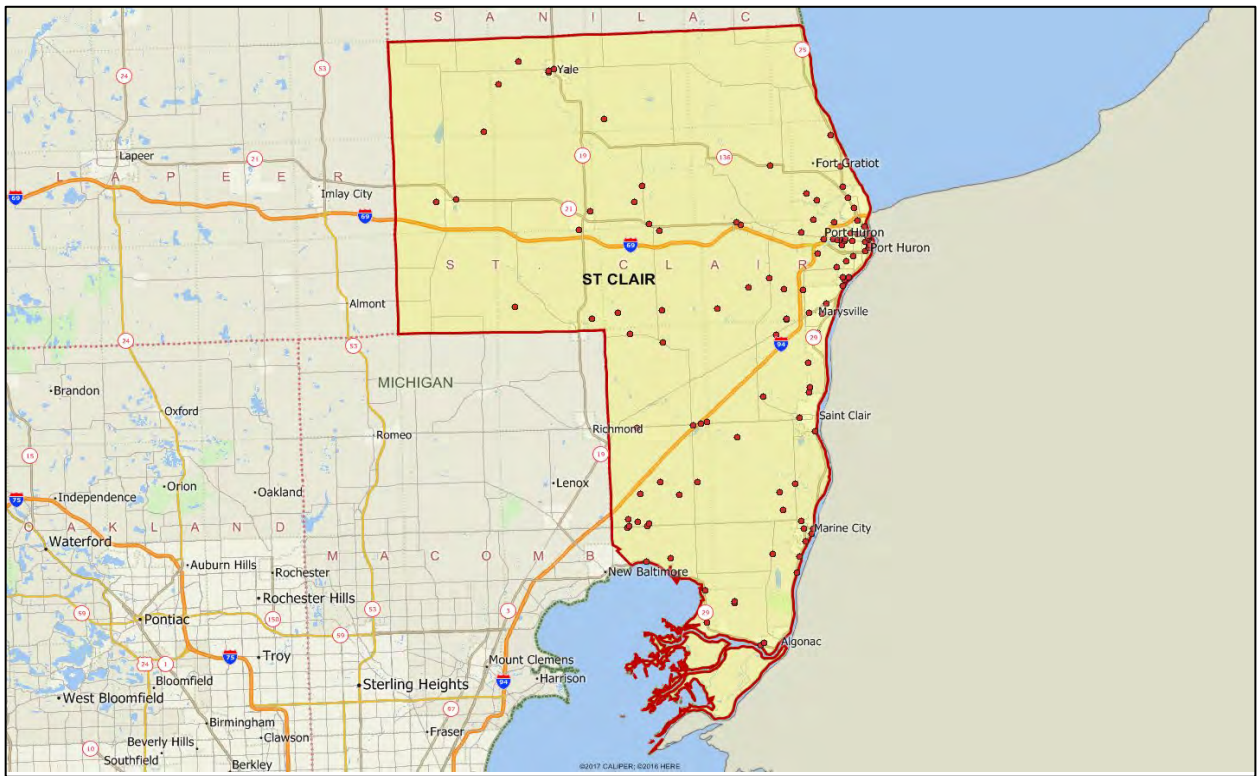 S A N I L A C
25
24
53
Yale
Lapeer
21
19
136
Fort Gratiot
L A P E E R
Imlay City
69
69
21
69
Port Huron
Port Huron
S T . C L A I R
ST CLAIR
Almont
Marysville
24
53
29
94
MICHIGAN
Brandon
Oxford
Saint Clair
Richmond
Romeo
15
19
Lenox
Orion
Oakland
75
Independence
O A K L A N D
Marine City
Waterford
M A C O M B
Auburn Hills
Rochester
New Baltimore
Rochester Hills
59
53
3
29
Pontiac
150
59
Algonac
Troy
75
24
1
Mount Clemens
Bloomfield
Harrison
West Bloomfield
Sterling Heights
94
97
Birmingham
Fraser
Clawson
10
Beverly Hills
Southfield
Berkley
©2017 CALIPER; ©2016 HERE